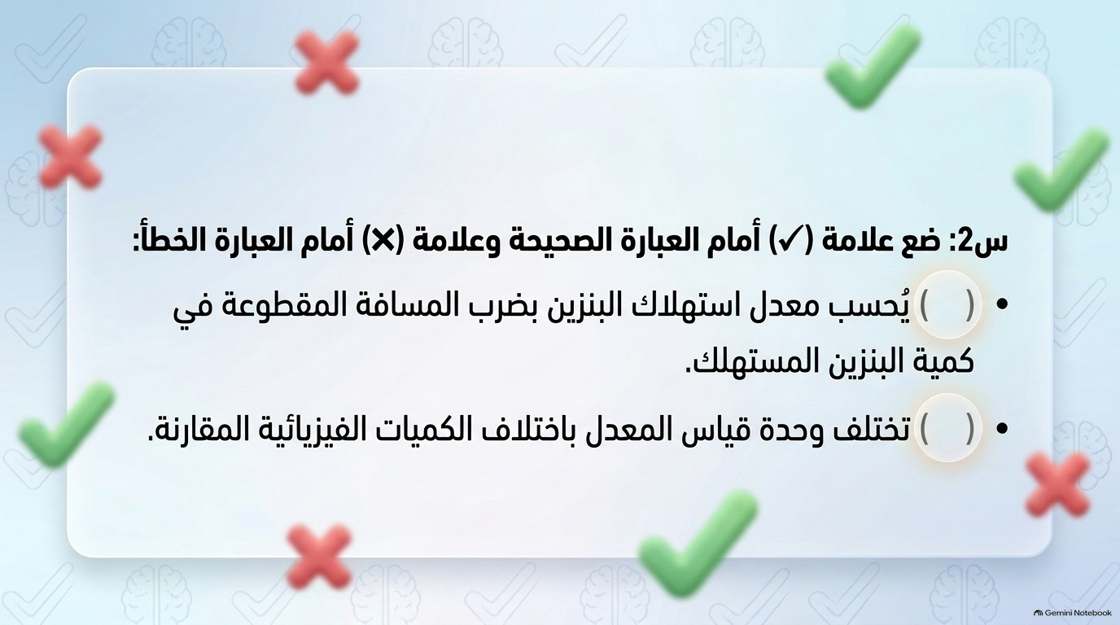 س2: ضع علامة (✓) أمام العبارة الصحيحة وعلامة (❌) أمام العبارة الخطأ:
• ( ) يُحسب معدل استهلاك البنزين بضرب المسافة المقطوعة في
كمية البنزين المستهلك.
• ( ) تختلف وحدة قياس المعدل باختلاف الكميات الفيزيائية المقارنة.
Gemini Notebook